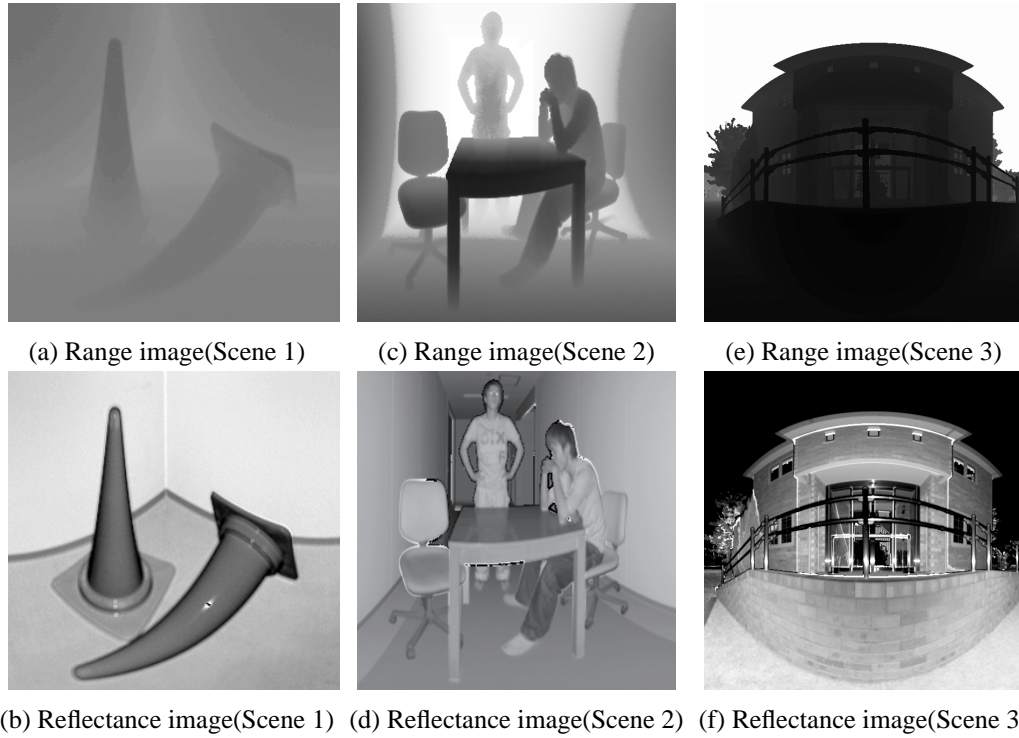 (a) Range image(Scene 1)
(c) Range image(Scene 2)
(e) Range image(Scene 3)
(b) Reflectance image(Scene 1)
(d) Reflectance image(Scene 2)
(f) Reflectance image(Scene 3